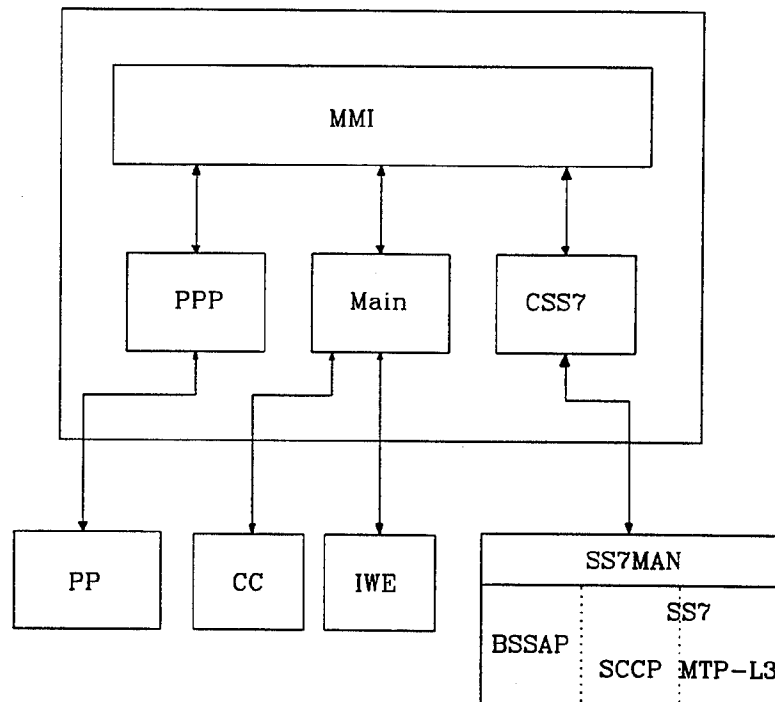 MMI
PPP
Main
CSS7
PP
CC
IWE
SS7MAN
SS7
BSSAP
SCCP
MTP-L3